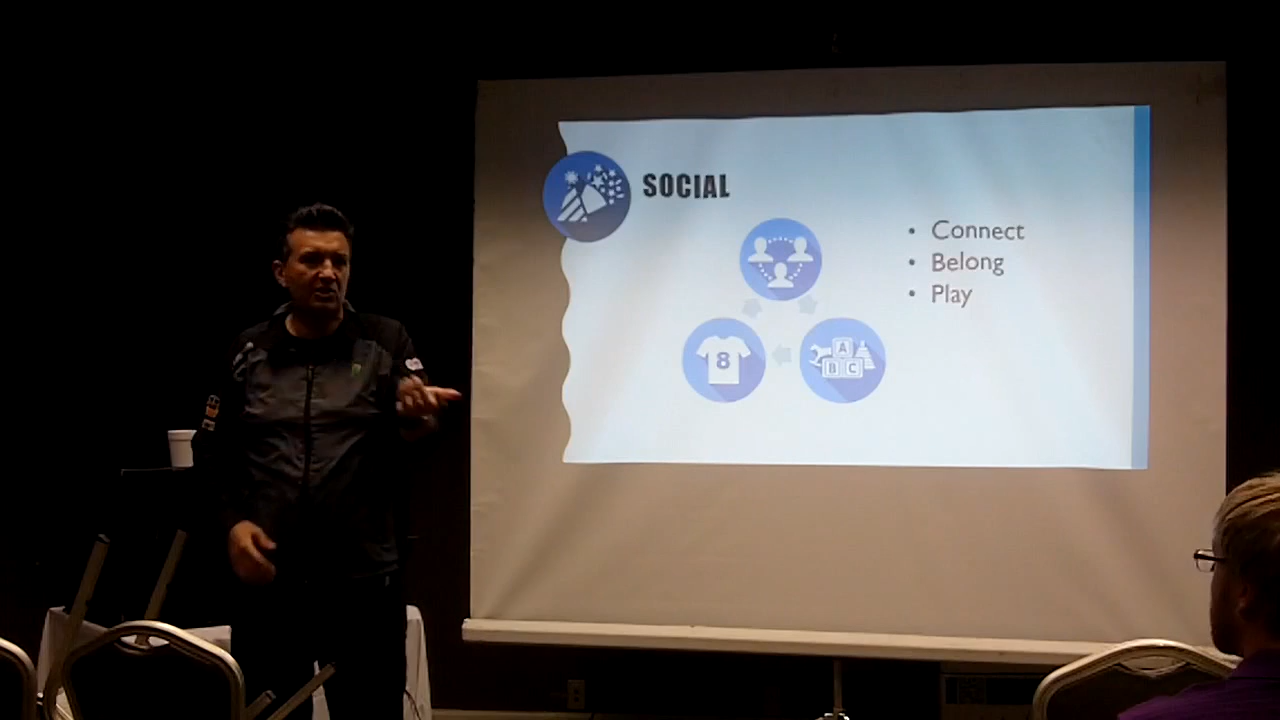 SOCIAL
• Connect
• Belong
• Play
8
A
B C